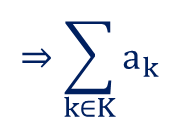 ⇒ ∑_{k∈K} a_k